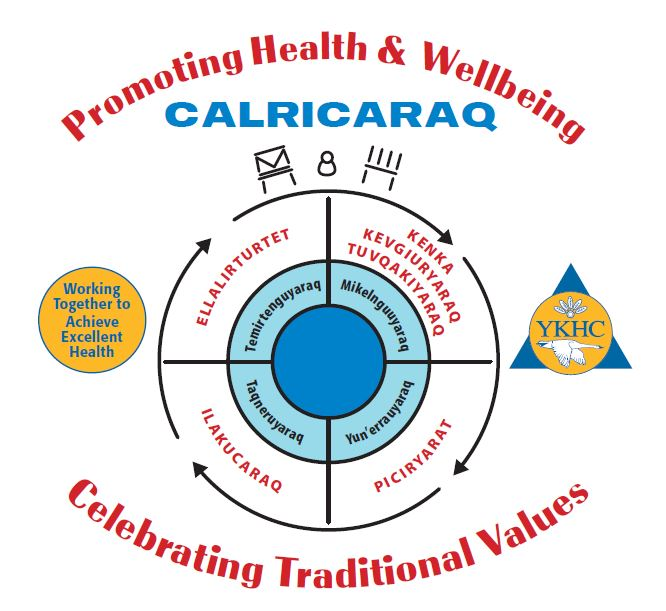 Promoting Health & Wellbeing
CALRICARAQ
ELLALIRTURTET
KENKA
KEVGIURYARAQ
TUVQAKIYARAQ
Temirtenguyaraq
Mikelnguuyaraq
Working
Together to
Achieve
Excellent
Health
YKHC
Taqneruyaraq
Yun'errauyaraq
ILAKUCARAQ
PICIRYARAT
Celebrating Traditional Values